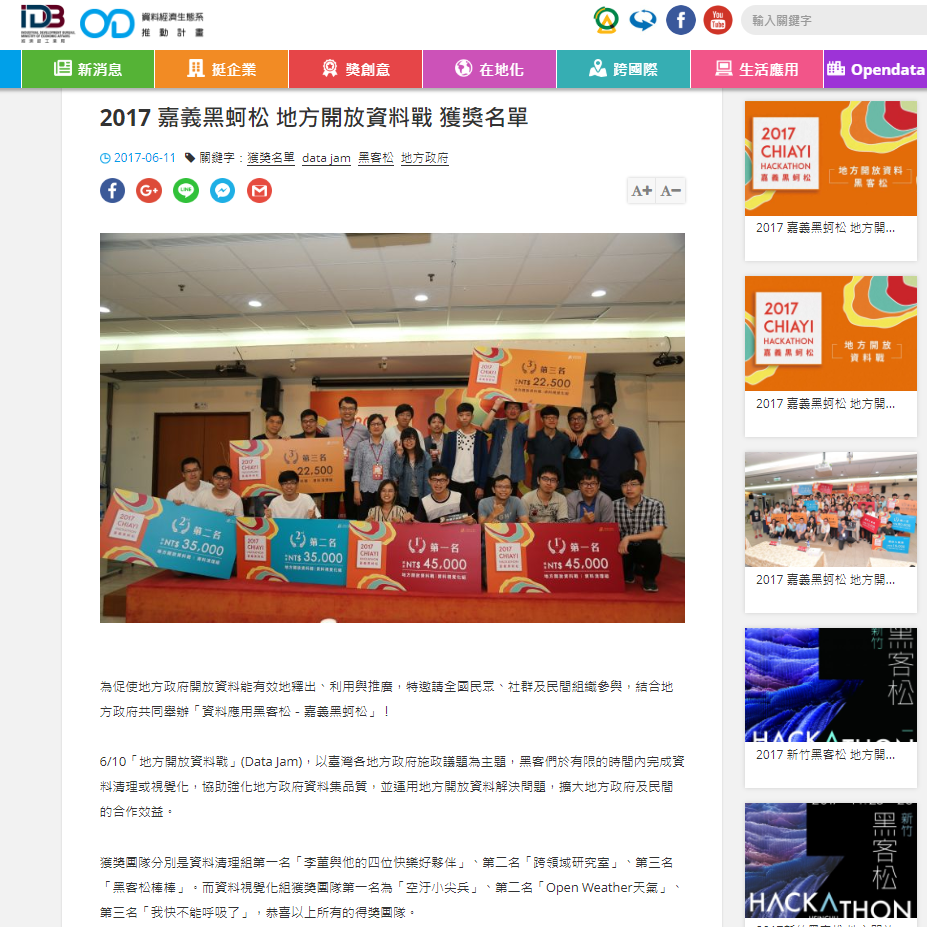 IDB
INDUSTRIAL DEVELOPMENT BUREAU,
MINISTRY OF ECONOMIC AFFAIRS
經濟部工業局
資料經濟生態系
推動計畫
You
Tube
輸入關鍵字
新消息
挺企業
獎創意
在地化
跨國際
生活應用
Opendata
2017 嘉義黑蚵松 地方開放資料戰 獲獎名單
2017-06-11 關鍵字：獲獎名單 data jam 黑客松 地方政府
G+
LINE
A+ A-
3 第三名
NT$ 22,500
3 第三名
22,500
2017
CHIAYI
2 第二名
NT$ 35,000
2017
CHIAYI
2 第二名
NT$ 35,000
2017
CHIAYI
1 第一名
NT$ 45,000
2017
CHIAYI
1 第一名
NT$ 45,000
為促使地方政府開放資料能有效地釋出、利用與推廣，特邀請全國民眾、社群及民間組織參與，結合地
方政府共同舉辦「資料應用黑客松－嘉義黑蚵松」！
6/10「地方開放資料戰」(Data Jam)，以臺灣各地方政府施政議題為主題，黑客們於有限的時間內完成資
料清理或視覺化，協助強化地方政府資料集品質，並運用地方開放資料解決問題，擴大地方政府及民間
的合作效益。
獲獎團隊分別是資料清理組第一名「李董與他的四位快樂好夥伴」、第二名「跨領域研究室」、第三名
「黑客松棒棒」。而資料視覺化組獲獎團隊第一名為「空汙小尖兵」、第二名「Open Weather天氣」、
第三名「我快不能呼吸了」，恭喜以上所有的得獎團隊。
2017
CHIAYI
HACKATHON
嘉義黑蚵松
地方開放資料
黑客松
2017 嘉義黑蚵松 地方開...
2017
CHIAYI
HACKATHON
嘉義黑蚵松
地方開放
資料戰
2017 嘉義黑蚵松 地方開...
2017 嘉義黑蚵松 地方開...
新竹
黑客松
HACKATHON
2017 新竹黑客松 地方開...
新竹
黑客松
HACKATHON